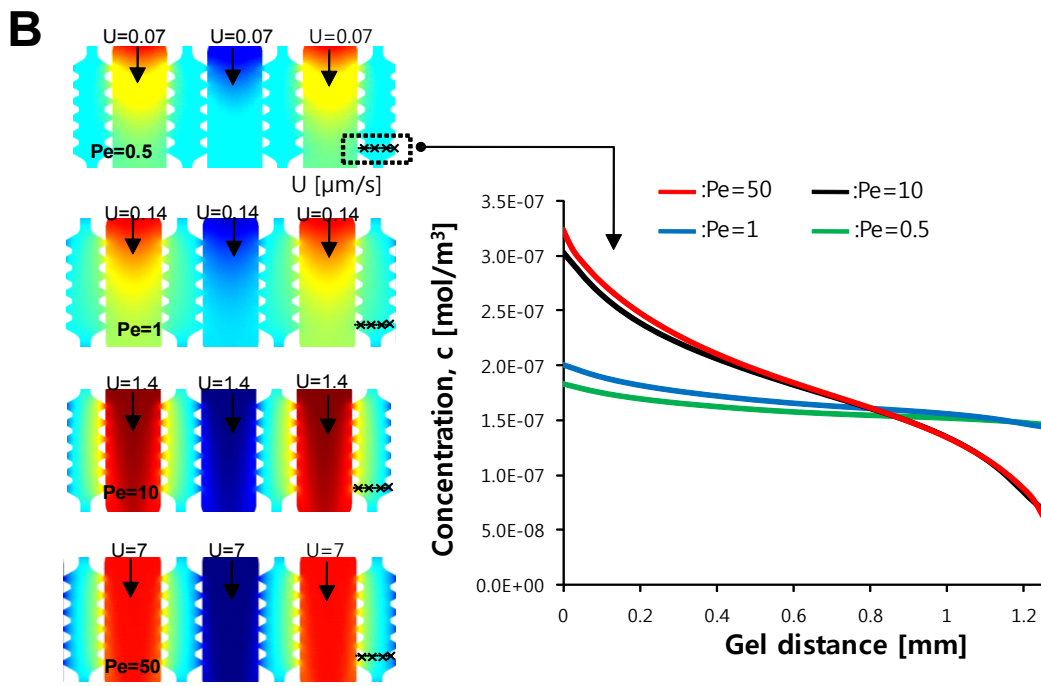 B
U=0.07 U=0.07 U=0.07
Pe=0.5
U [µm/s]
U=0.14 U=0.14 U=0.14
Pe=1
U=1.4 U=1.4 U=1.4
Pe=10
U=7 U=7 U=7
Pe=50
:Pe=50 :Pe=10
:Pe=1 :Pe=0.5
Concentration, c [mol/m³]
3.5E-07
3.0E-07
2.5E-07
2.0E-07
1.5E-07
1.0E-07
5.0E-08
0.0E+00
0 0.2 0.4 0.6 0.8 1 1.2
Gel distance [mm]